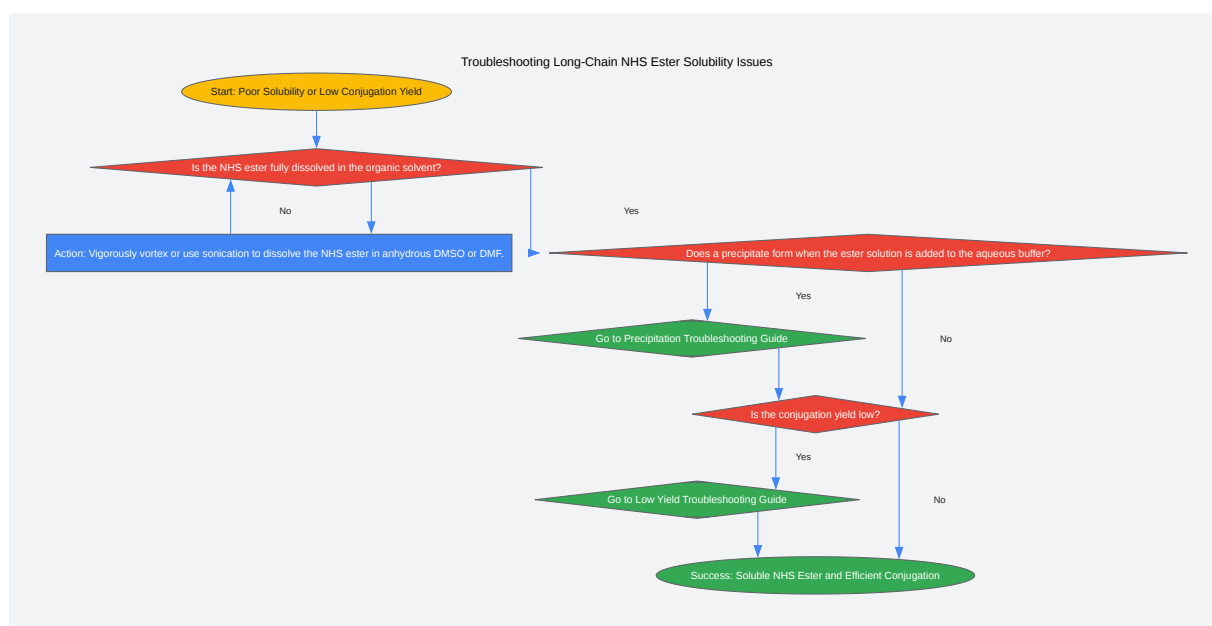 Troubleshooting Long-Chain NHS Ester Solubility Issues
Start: Poor Solubility or Low Conjugation Yield
Is the NHS ester fully dissolved in the organic solvent?
No
Yes
Action: Vigorously vortex or use sonication to dissolve the NHS ester in anhydrous DMSO or DMF.
Does a precipitate form when the ester solution is added to the aqueous buffer?
Yes
Go to Precipitation Troubleshooting Guide
No
Is the conjugation yield low?
Yes
Go to Low Yield Troubleshooting Guide
No
Success: Soluble NHS Ester and Efficient Conjugation